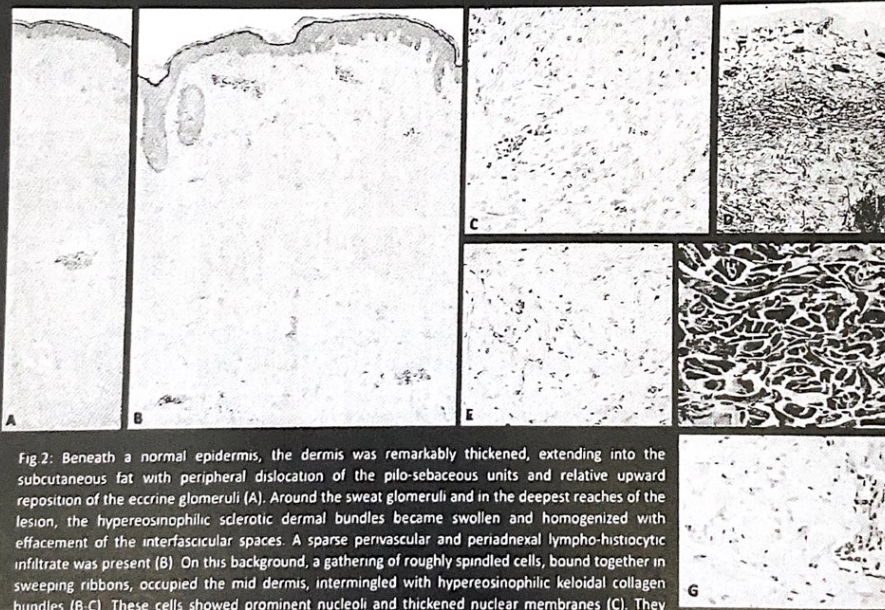 A
B
C
D
E
G
Fig.2: Beneath a normal epidermis, the dermis was remarkably thickened, extending into the
subcutaneous fat with peripheral dislocation of the pilo-sebaceous units and relative upward
reposition of the eccrine glomeruli (A). Around the sweat glomeruli and in the deepest reaches of the
lesion, the hypereosinophilic sclerotic dermal bundles became swollen and homogenized with
effacement of the interfascicular spaces. A sparse perivascular and periadnexal lympho-histiocytic
infiltrate was present (B) On this background, a gathering of roughly spindled cells, bound together in
sweeping ribbons, occupied the mid dermis, intermingled with hypereosinophilic keloidal collagen
bundles (B-C) These cells showed prominent nucleoli and thickened nuclear membranes (C). They